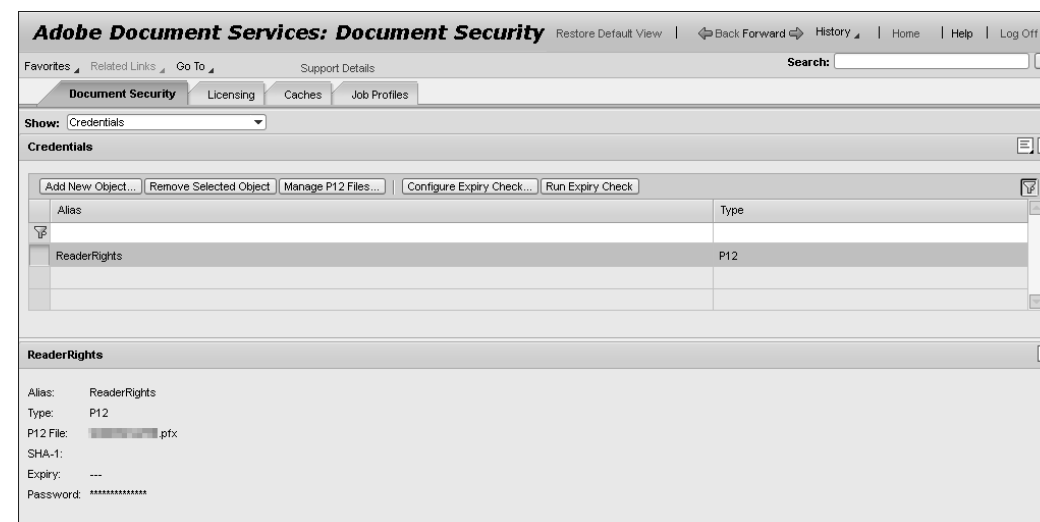 Adobe Document Services: Document Security Restore Default View | Back Forward History | Home | Help | Log Off
Favorites Related Links Go To Support Details Search:
Document Security Licensing Caches Job Profiles
Show: Credentials
Credentials
Add New Object... Remove Selected Object Manage P12 Files... | Configure Expiry Check... Run Expiry Check
Alias Type
ReaderRights P12
ReaderRights
Alias: ReaderRights
Type: P12
P12 File: .pfx
SHA-1:
Expiry: ---
Password: **************